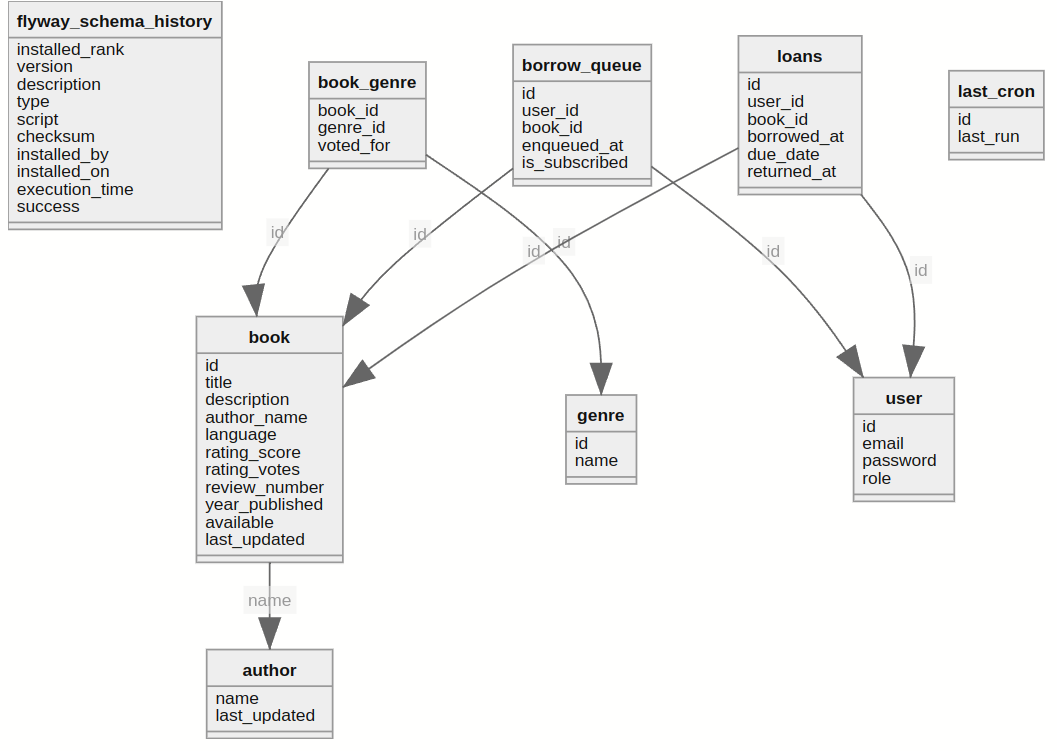 flyway_schema_history
installed_rank
version
description
type
script
checksum
installed_by
installed_on
execution_time
success
book_genre
book_id
genre_id
voted_for
borrow_queue
id
user_id
book_id
enqueued_at
is_subscribed
loans
id
user_id
book_id
borrowed_at
due_date
returned_at
last_cron
id
last_run
id
id
id
id
id
id
book
id
title
description
author_name
language
rating_score
rating_votes
review_number
year_published
available
last_updated
genre
id
name
user
id
email
password
role
name
author
name
last_updated